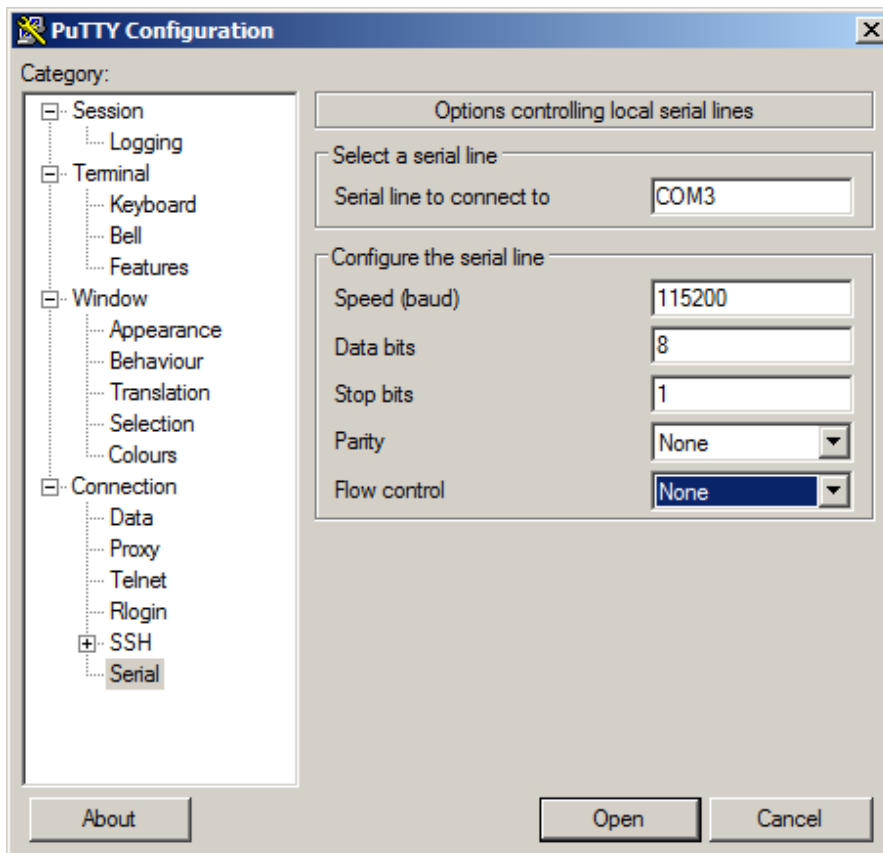 PuTTY Configuration
Category:
Session
Logging
Terminal
Keyboard
Bell
Features
Window
Appearance
Behaviour
Translation
Selection
Colours
Connection
Data
Proxy
Telnet
Rlogin
SSH
Serial
Options controlling local serial lines
Select a serial line
Serial line to connect to COM3
Configure the serial line
Speed (baud) 115200
Data bits 8
Stop bits 1
Parity None
Flow control None
About Open Cancel